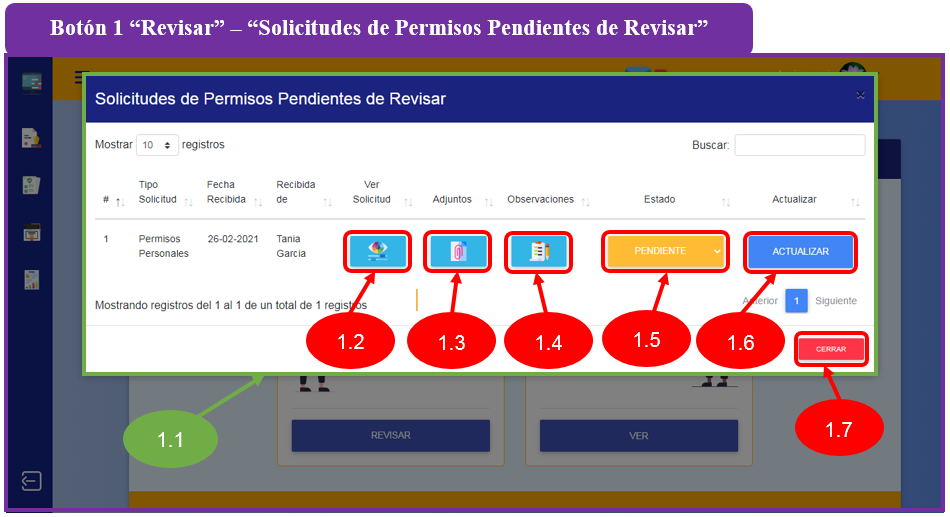 Botón 1 “Revisar” – “Solicitudes de Permisos Pendientes de Revisar”
Solicitudes de Permisos Pendientes de Revisar ×
Mostrar 10 registros Buscar:
# Tipo Solicitud Fecha Recibida Recibida de Ver Solicitud Adjuntos Observaciones Estado Actualizar
1 Permisos Personales 26-02-2021 Tania García PENDIENTE ACTUALIZAR
Mostrando registros del 1 al 1 de un total de 1 registros Anterior 1 Siguiente
1.2 1.3 1.4 1.5 1.6
CERRAR
1.1 1.7
REVISAR VER